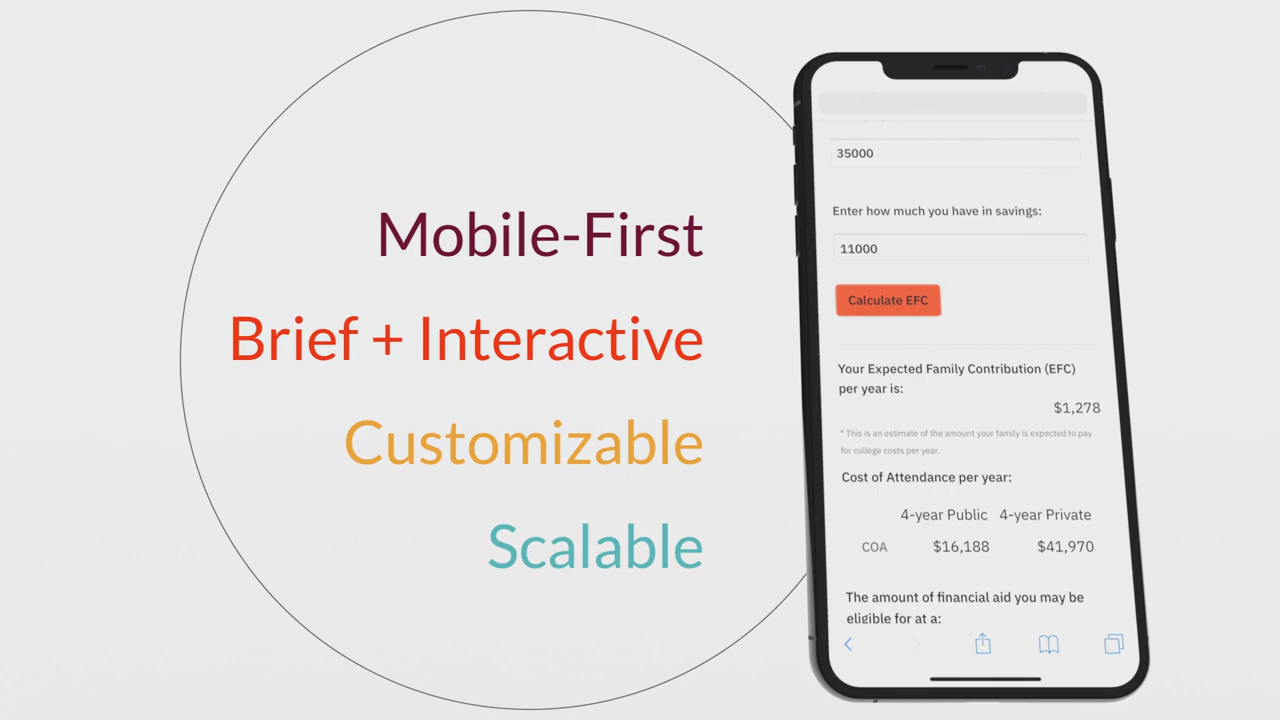 Mobile-First
Brief + Interactive
Customizable
Scalable
35000
Enter how much you have in savings:
11000
Calculate EFC
Your Expected Family Contribution (EFC)
per year is:
$1,278
* This is an estimate of the amount your family is expected to pay
for college costs per year.
Cost of Attendance per year:
4-year Public 4-year Private
COA $16,188 $41,970
The amount of financial aid you may be
eligible for at a: